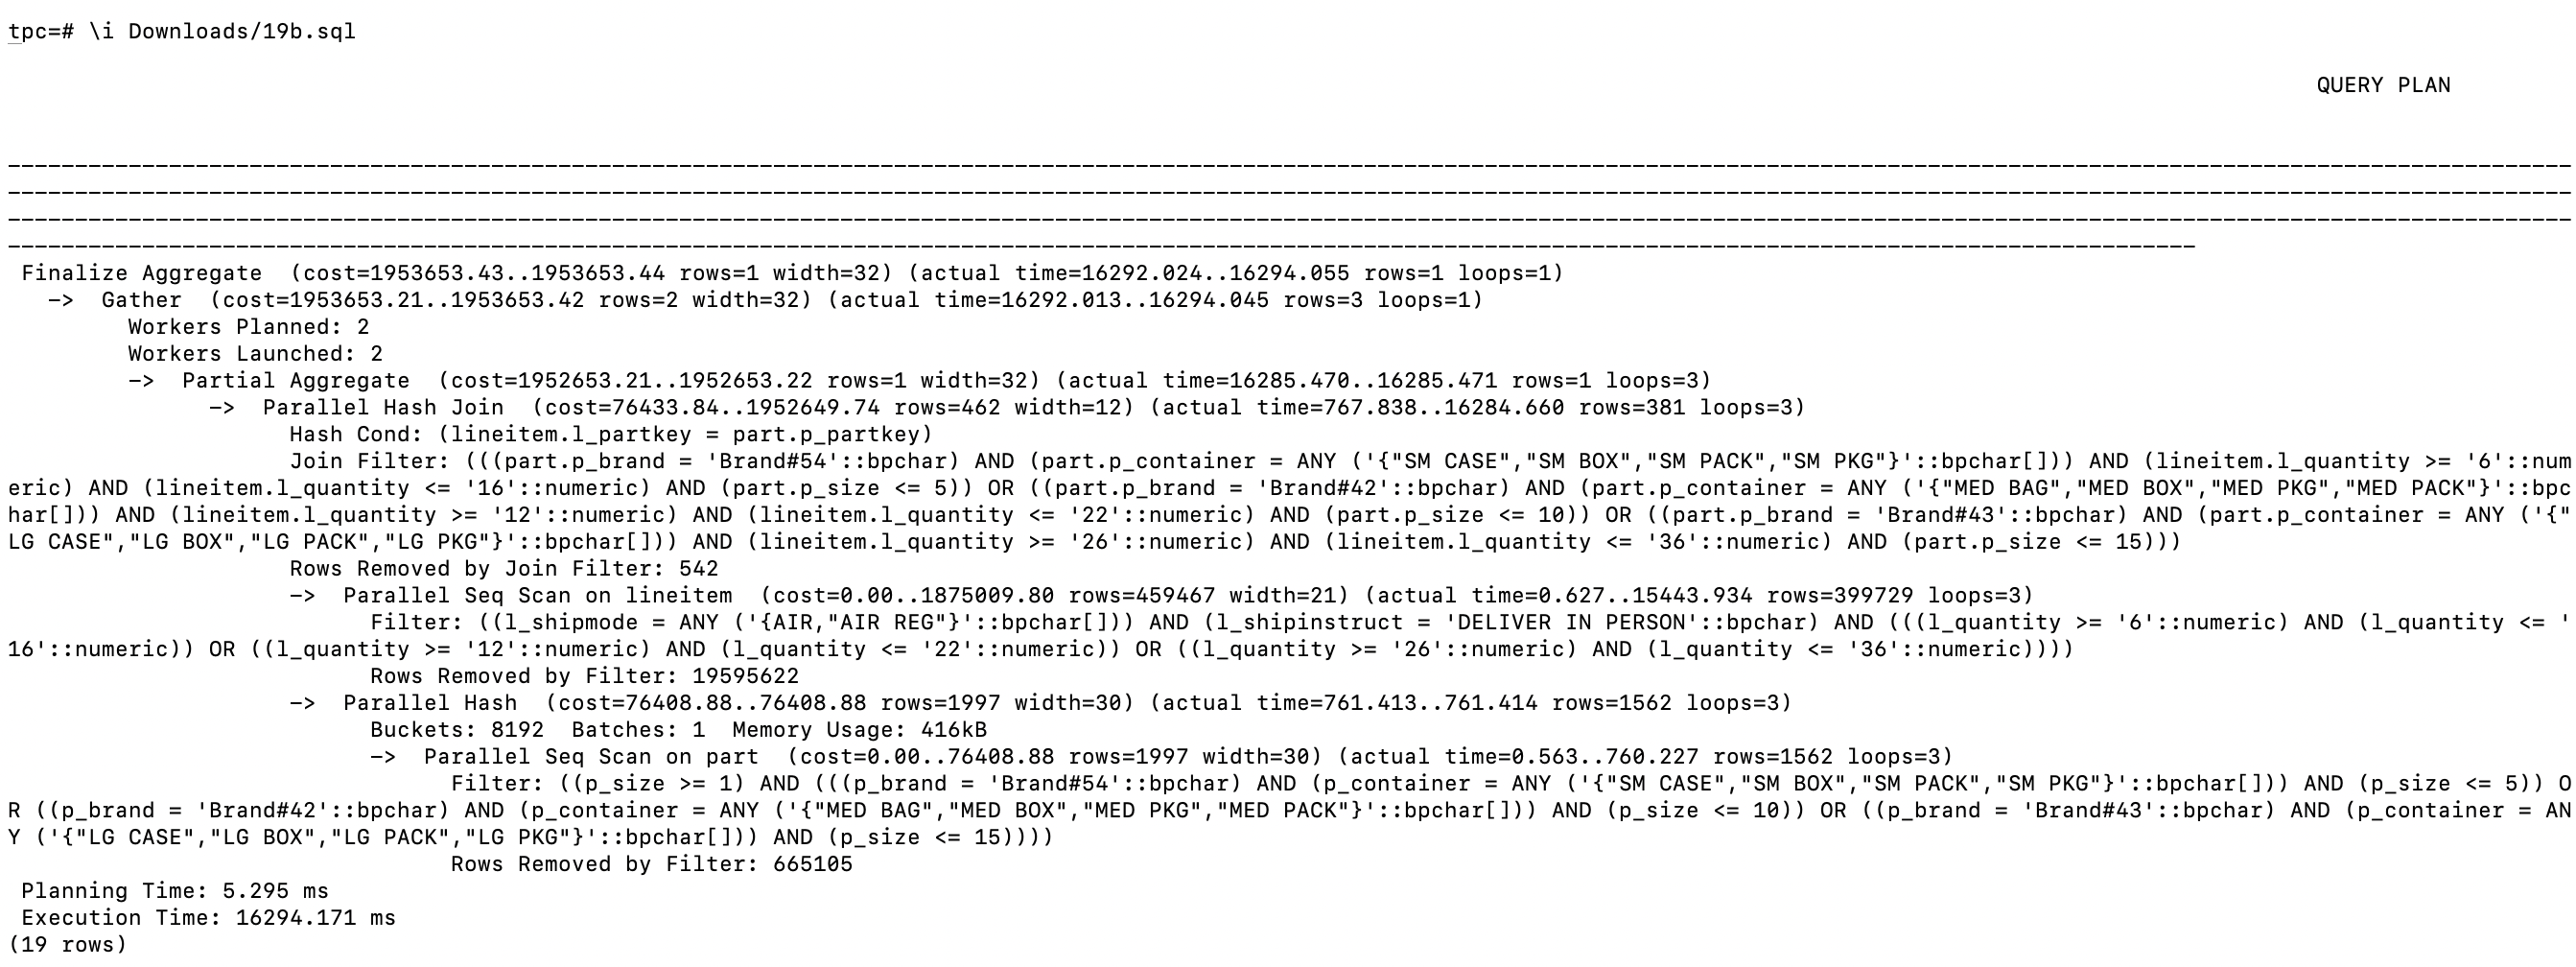 tpc=# \i Downloads/19b.sql
QUERY PLAN
------------------------------------------------------------------------------------------------------------------------------------------------------------------------------------------------
------------------------------------------------------------------------------------------------------------------------------------------------------------------------------------------------
------------------------------------------------------------------------------------------------------------------------------------------------------------------------------------------------
--------------------------------------------------------------------------------------------------------------------------------------------------------------------
 Finalize Aggregate  (cost=1953653.43..1953653.44 rows=1 width=32) (actual time=16292.024..16294.055 rows=1 loops=1)
   ->  Gather  (cost=1953653.21..1953653.42 rows=2 width=32) (actual time=16292.013..16294.045 rows=3 loops=1)
         Workers Planned: 2
         Workers Launched: 2
         ->  Partial Aggregate  (cost=1952653.21..1952653.22 rows=1 width=32) (actual time=16285.470..16285.471 rows=1 loops=3)
               ->  Parallel Hash Join  (cost=76433.84..1952649.74 rows=462 width=12) (actual time=767.838..16284.660 rows=381 loops=3)
                     Hash Cond: (lineitem.l_partkey = part.p_partkey)
                     Join Filter: (((part.p_brand = 'Brand#54'::bpchar) AND (part.p_container = ANY ('{"SM CASE","SM BOX","SM PACK","SM PKG"}'::bpchar[])) AND (lineitem.l_quantity >= '6'::num
eric) AND (lineitem.l_quantity <= '16'::numeric) AND (part.p_size <= 5)) OR ((part.p_brand = 'Brand#42'::bpchar) AND (part.p_container = ANY ('{"MED BAG","MED BOX","MED PKG","MED PACK"}'::bpc
har[])) AND (lineitem.l_quantity >= '12'::numeric) AND (lineitem.l_quantity <= '22'::numeric) AND (part.p_size <= 10)) OR ((part.p_brand = 'Brand#43'::bpchar) AND (part.p_container = ANY ('{"
LG CASE","LG BOX","LG PACK","LG PKG"}'::bpchar[])) AND (lineitem.l_quantity >= '26'::numeric) AND (lineitem.l_quantity <= '36'::numeric) AND (part.p_size <= 15)))
                     Rows Removed by Join Filter: 542
                     ->  Parallel Seq Scan on lineitem  (cost=0.00..1875009.80 rows=459467 width=21) (actual time=0.627..15443.934 rows=399729 loops=3)
                           Filter: ((l_shipmode = ANY ('{AIR,"AIR REG"}'::bpchar[])) AND (l_shipinstruct = 'DELIVER IN PERSON'::bpchar) AND (((l_quantity >= '6'::numeric) AND (l_quantity <= '
16'::numeric)) OR ((l_quantity >= '12'::numeric) AND (l_quantity <= '22'::numeric)) OR ((l_quantity >= '26'::numeric) AND (l_quantity <= '36'::numeric))))
                           Rows Removed by Filter: 19595622
                     ->  Parallel Hash  (cost=76408.88..76408.88 rows=1997 width=30) (actual time=761.413..761.414 rows=1562 loops=3)
                           Buckets: 8192  Batches: 1  Memory Usage: 416kB
                           ->  Parallel Seq Scan on part  (cost=0.00..76408.88 rows=1997 width=30) (actual time=0.563..760.227 rows=1562 loops=3)
                                 Filter: ((p_size >= 1) AND (((p_brand = 'Brand#54'::bpchar) AND (p_container = ANY ('{"SM CASE","SM BOX","SM PACK","SM PKG"}'::bpchar[])) AND (p_size <= 5)) O
R ((p_brand = 'Brand#42'::bpchar) AND (p_container = ANY ('{"MED BAG","MED BOX","MED PKG","MED PACK"}'::bpchar[])) AND (p_size <= 10)) OR ((p_brand = 'Brand#43'::bpchar) AND (p_container = AN
Y ('{"LG CASE","LG BOX","LG PACK","LG PKG"}'::bpchar[])) AND (p_size <= 15))))
                                 Rows Removed by Filter: 665105
 Planning Time: 5.295 ms
 Execution Time: 16294.171 ms
(19 rows)